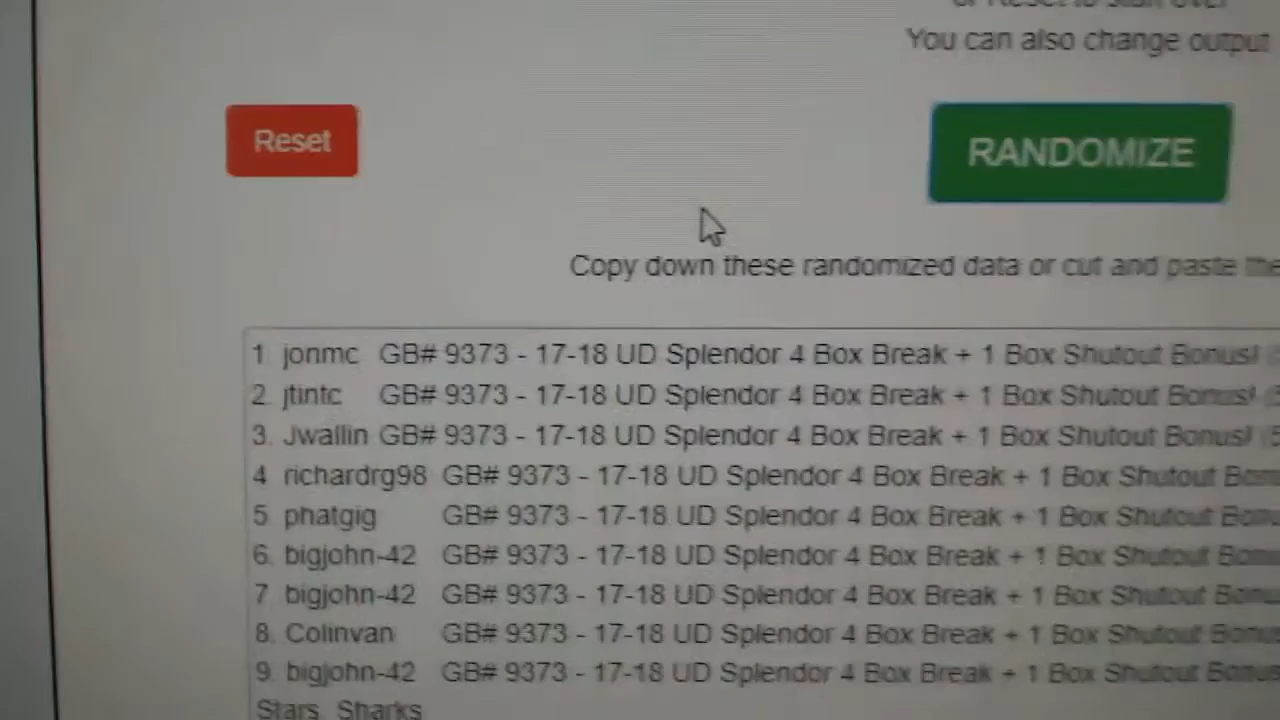 or Reset to start over
You can also change output
Reset
RANDOMIZE
Copy down these randomized data or cut and paste the
1. jonmc GB# 9373 - 17-18 UD Splendor 4 Box Break + 1 Box Shutout Bonus!
2. jtintc GB# 9373 - 17-18 UD Splendor 4 Box Break + 1 Box Shutout Bonus!
3. Jwallin GB# 9373 - 17-18 UD Splendor 4 Box Break + 1 Box Shutout Bonus!
4 richardrg98 GB# 9373 - 17-18 UD Splendor 4 Box Break + 1 Box Shutout
5 phatgig GB# 9373 - 17-18 UD Splendor 4 Box Break + 1 Box Shutout
6. bigjohn-42 GB# 9373 - 17-18 UD Splendor 4 Box Break + 1 Box Shutout
7 bigjohn-42 GB# 9373 - 17-18 UD Splendor 4 Box Break + 1 Box Shutout
8. Colinvan GB# 9373 - 17-18 UD Splendor 4 Box Break + 1 Box Shutout
9. bigjohn-42 GB# 9373 - 17-18 UD Splendor 4 Box Break + 1 Box Shutout
Stars, Sharks